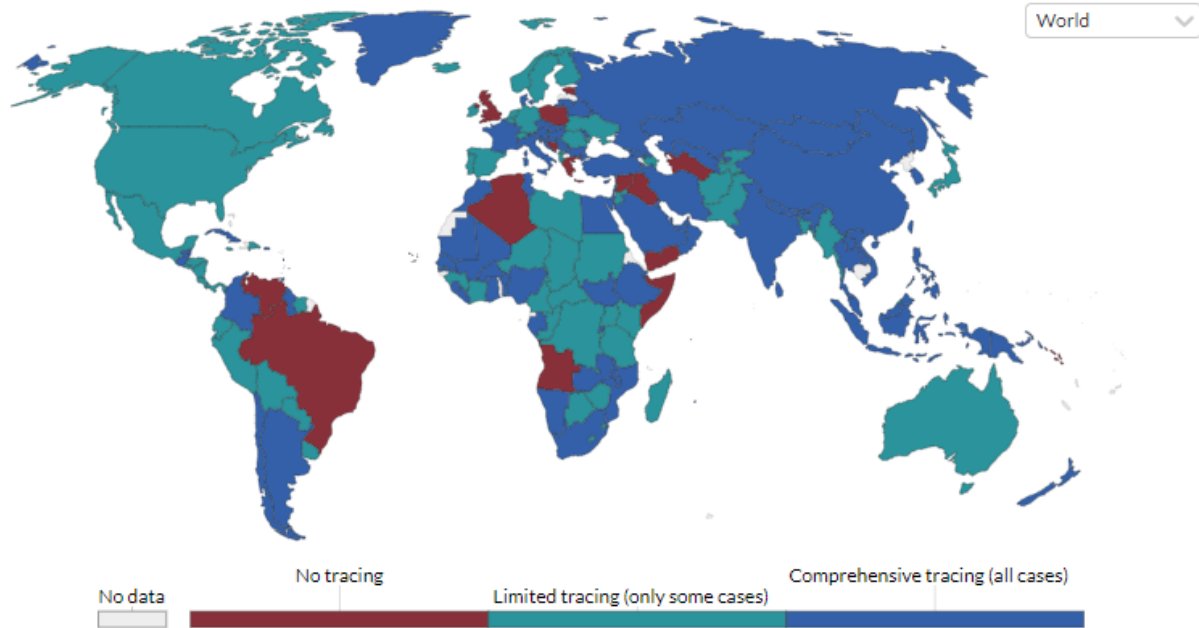 World
No data
No tracing
Limited tracing (only some cases)
Comprehensive tracing (all cases)